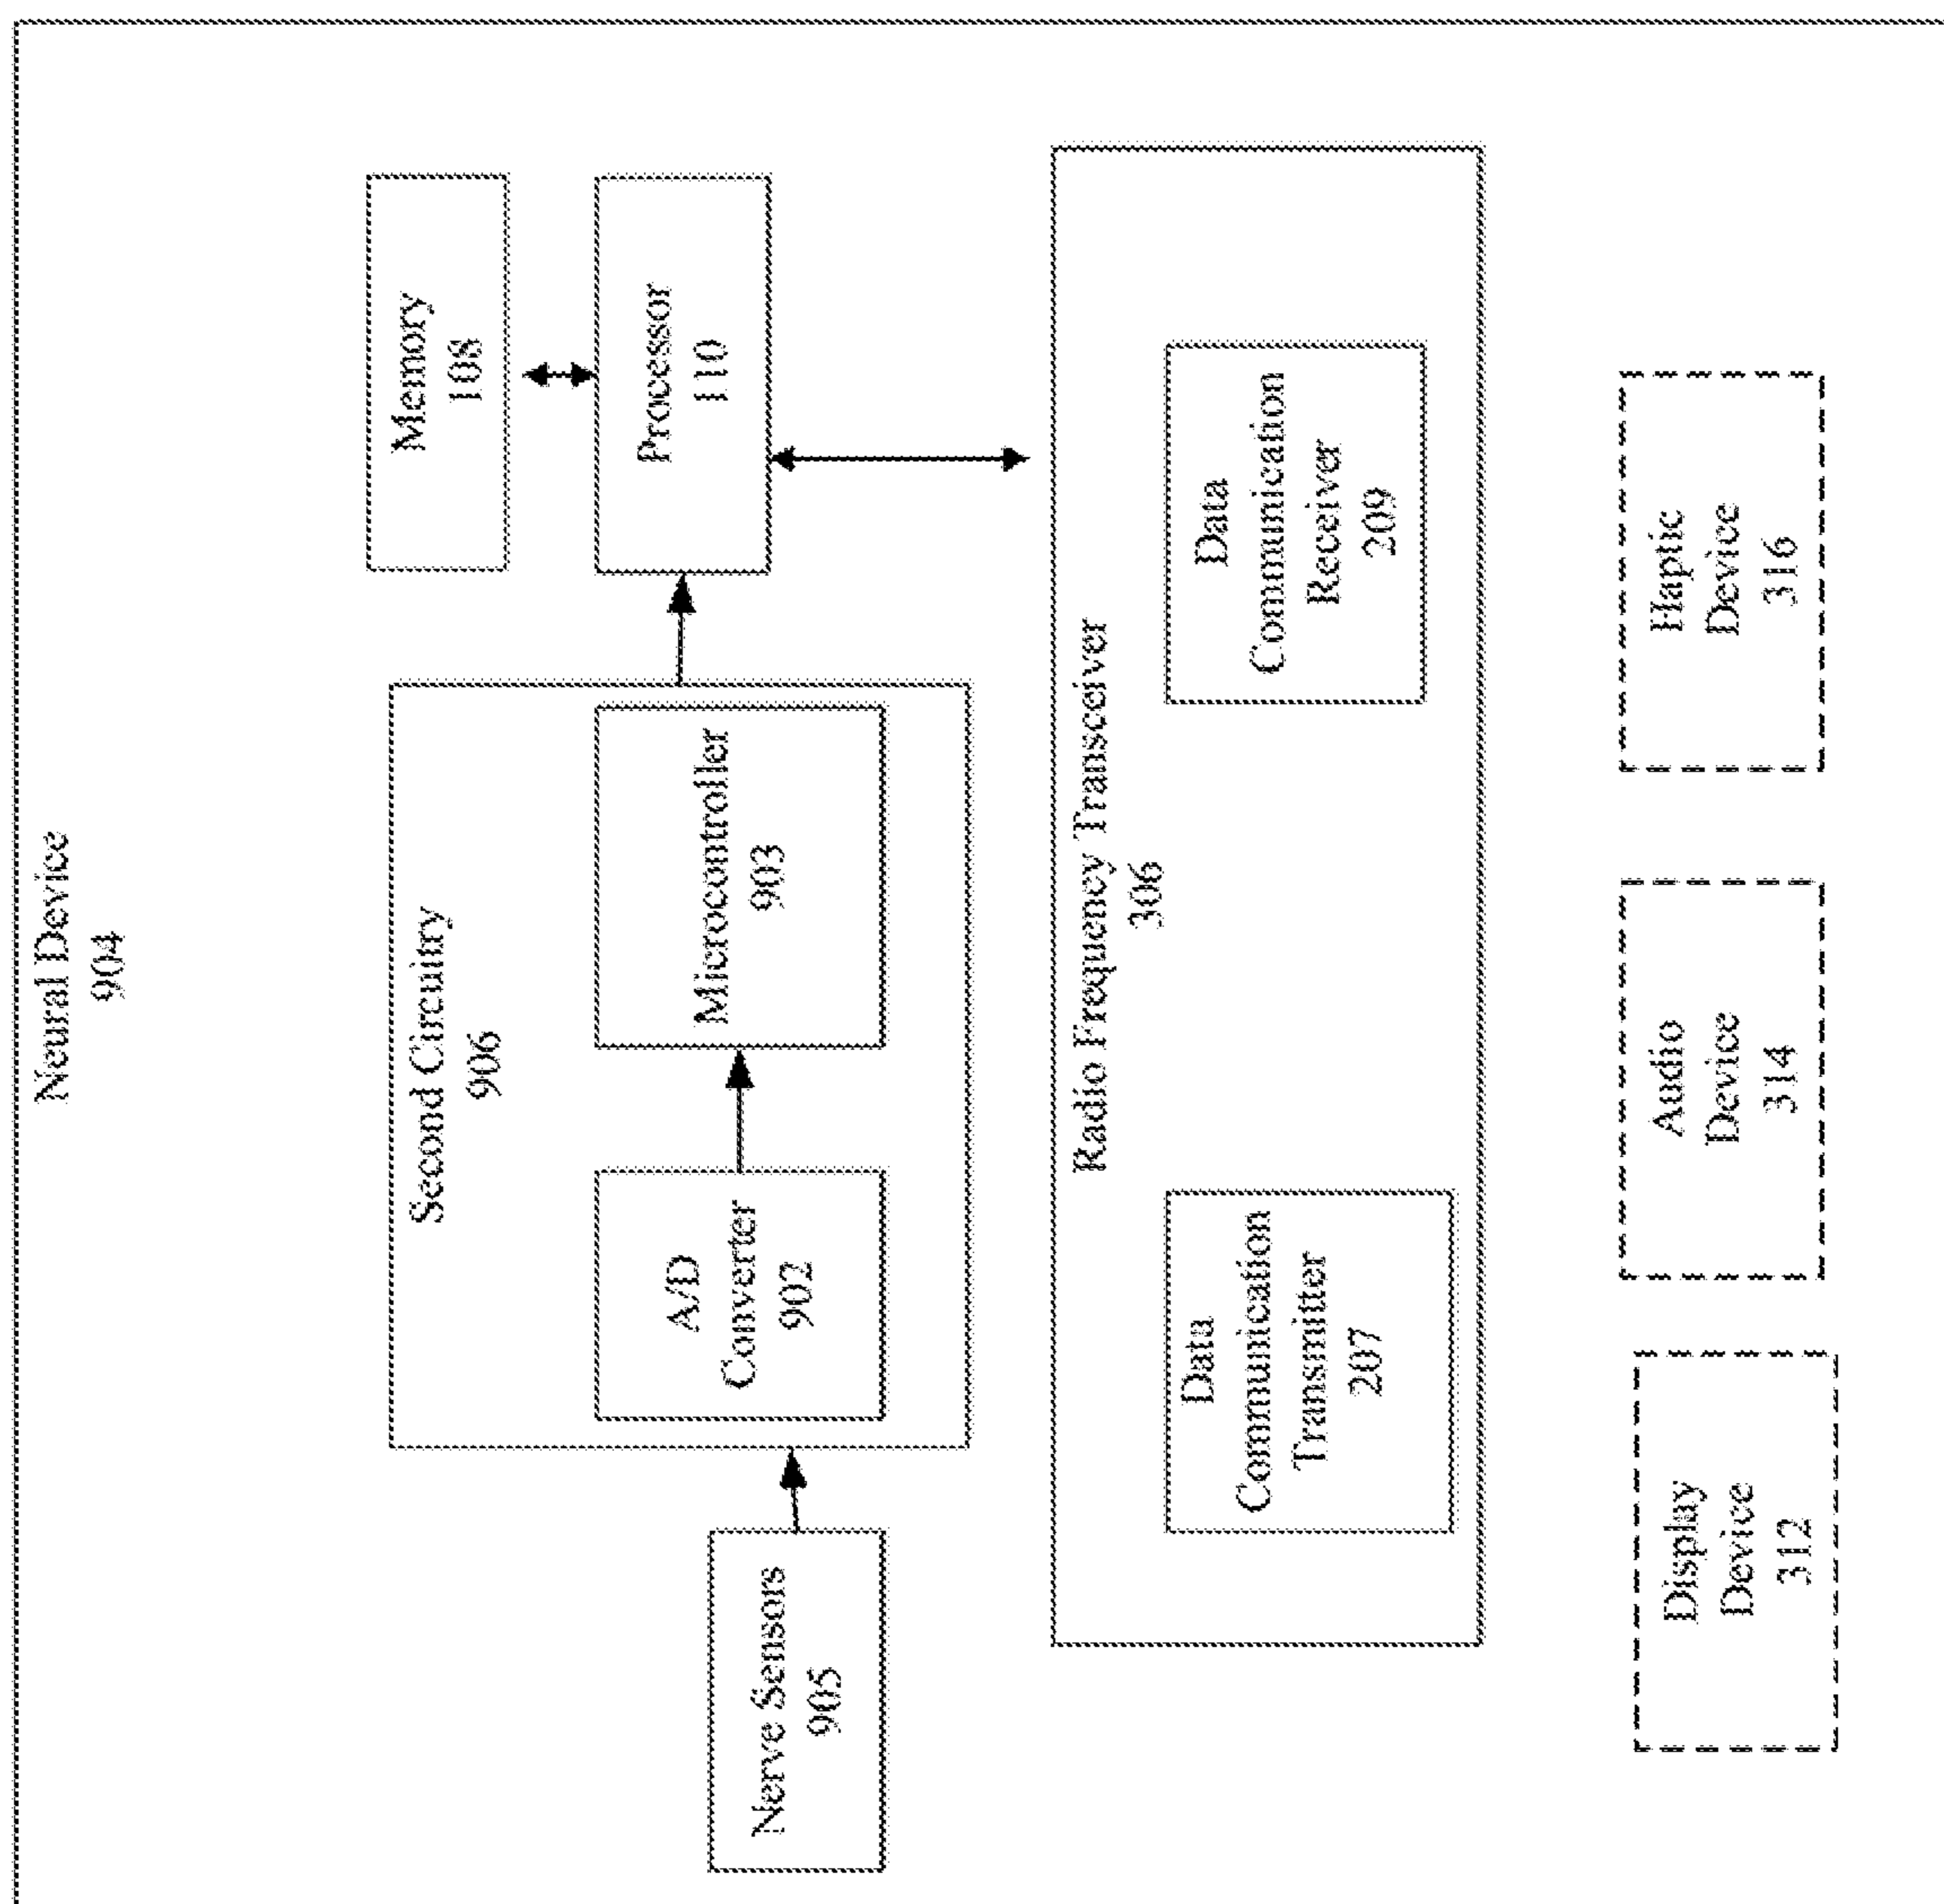 Neural Device
904
Second Circuitry
906
Memory
108
Nerve Sensors
905
A/D
Converter
902
Microcontroller
903
Processor
110
Radio Frequency Transceiver
306
Data
Communication
Transmitter
207
Data
Communication
Receiver
209
Display
Device
312
Audio
Device
314
Haptic
Device
316